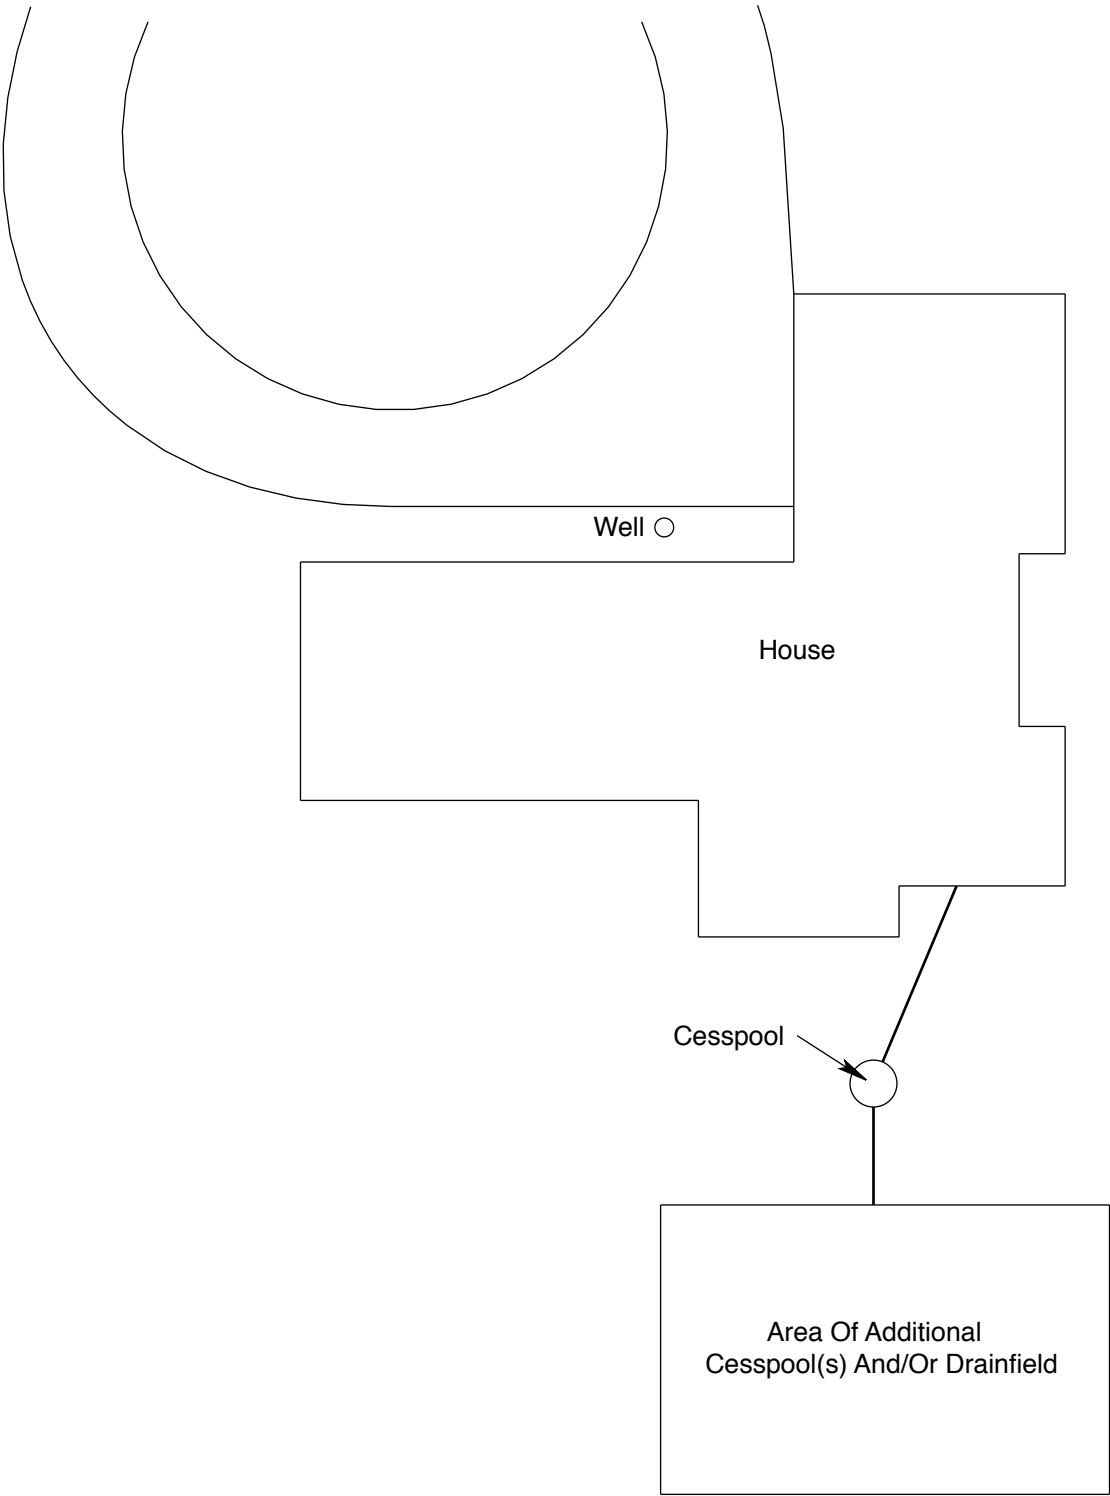 Well
House
Cesspool
Area Of Additional
Cesspool(s) And/Or Drainfield